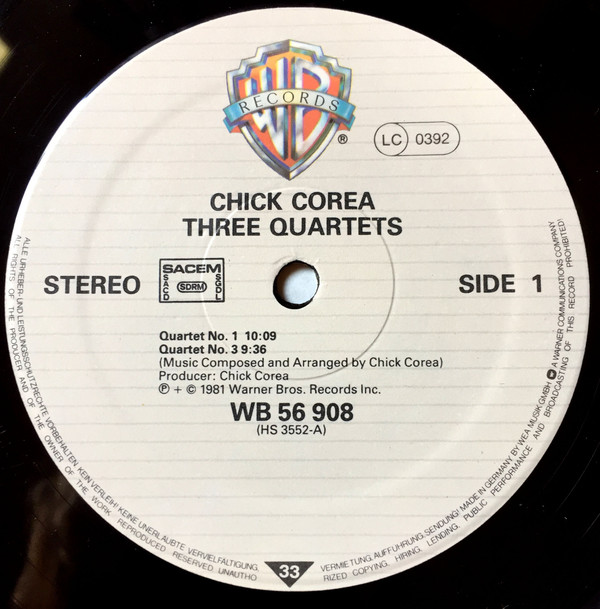 WB
RECORDS
®
LC 0392
CHICK COREA
THREE QUARTETS
STEREO
SACEM
SACD
SDRM
SGDL
SIDE 1
Quartet No. 1 10:09
Quartet No. 3 9:36
(Music Composed and Arranged by Chick Corea)
Producer: Chick Corea
℗ + © 1981 Warner Bros. Records Inc.
WB 56 908
(HS 3552-A)
33
ALLE URHEBER- UND LEISTUNGSSCHUTZRECHTE VORBEHALTEN. KEIN VERLEIH! KEINE UNERLAUBTE VERVIELFÄLTIGUNG,
VERMIETUNG, AUFFÜHRUNG, SENDUNG! MADE IN GERMANY BY WEA MUSIK GMBH A WARNER COMMUNICATIONS COMPANY
ALL RIGHTS OF THE PRODUCER AND OF THE OWNER OF THE WORK REPRODUCED RESERVED UNAUTHO
RIZED COPYING, HIRING, LENDING, PUBLIC PERFORMANCE AND BROADCASTING OF THIS RECORD PROHIBITED!